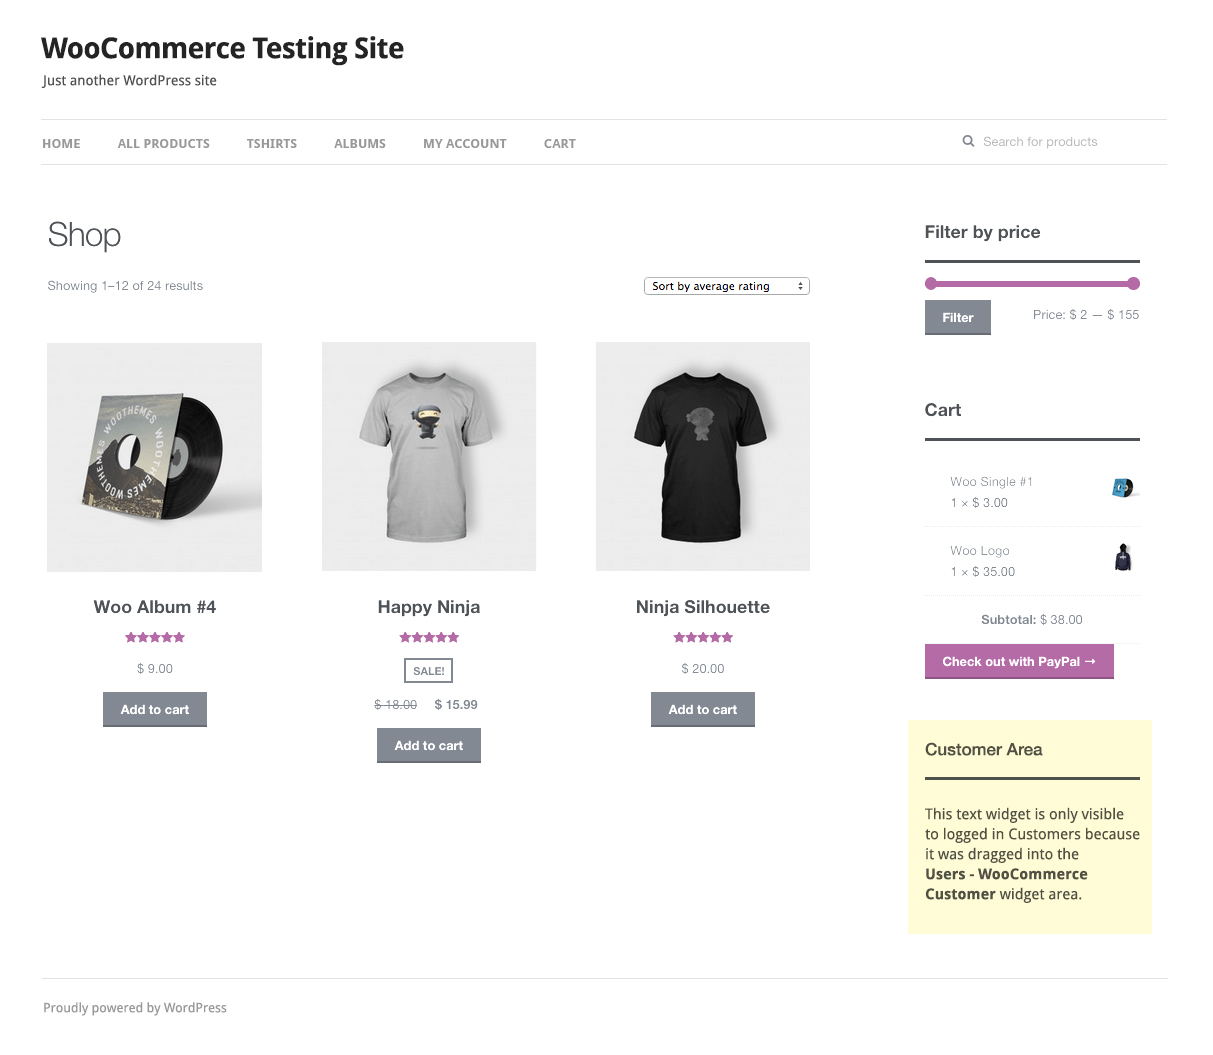 WooCommerce Testing Site
Just another WordPress site
HOME ALL PRODUCTS TSHIRTS ALBUMS MY ACCOUNT CART Search for products
Shop
Showing 1–12 of 24 results
Sort by average rating
WOOTHEMES WOOTHEMES WOOTHEMES
Woo Album #4
$ 9.00
Add to cart
Happy Ninja
SALE!
$ 18.00 $ 15.99
Add to cart
Ninja Silhouette
$ 20.00
Add to cart
Filter by price
Filter
Price: $ 2 — $ 155
Cart
Woo Single #1
1 × $ 3.00
Woo Logo
1 × $ 35.00
Subtotal: $ 38.00
Check out with PayPal →
Customer Area
This text widget is only visible
to logged in Customers because
it was dragged into the
Users - WooCommerce
Customer widget area.
Proudly powered by WordPress